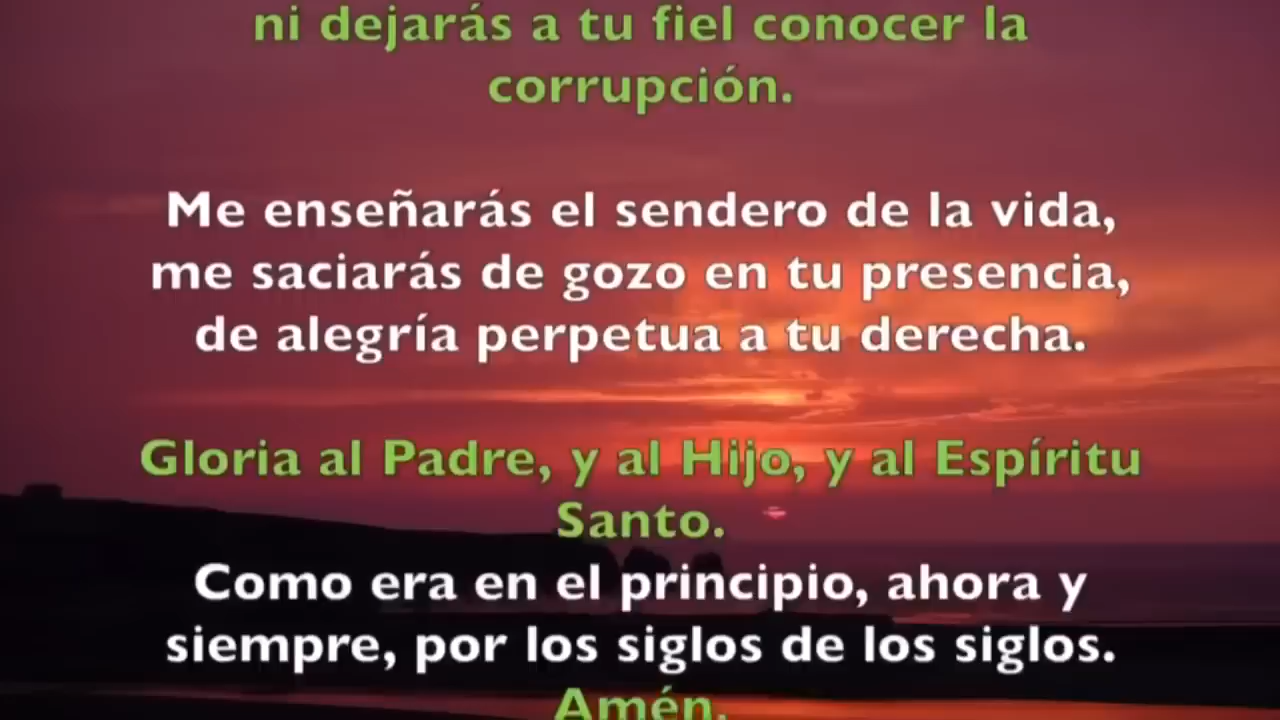 ni dejarás a tu fiel conocer la
corrupción.
Me enseñarás el sendero de la vida,
me saciarás de gozo en tu presencia,
de alegría perpetua a tu derecha.
Gloria al Padre, y al Hijo, y al Espíritu
Santo.
Como era en el principio, ahora y
siempre, por los siglos de los siglos.
Amén.